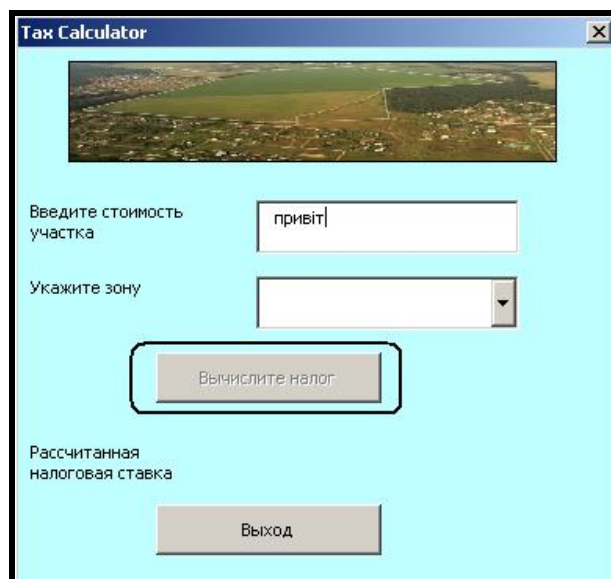 Tax Calculator
Введите стоимость
участка
привіт
Укажите зону
Вычислите налог
Рассчитанная
налоговая ставка
Выход